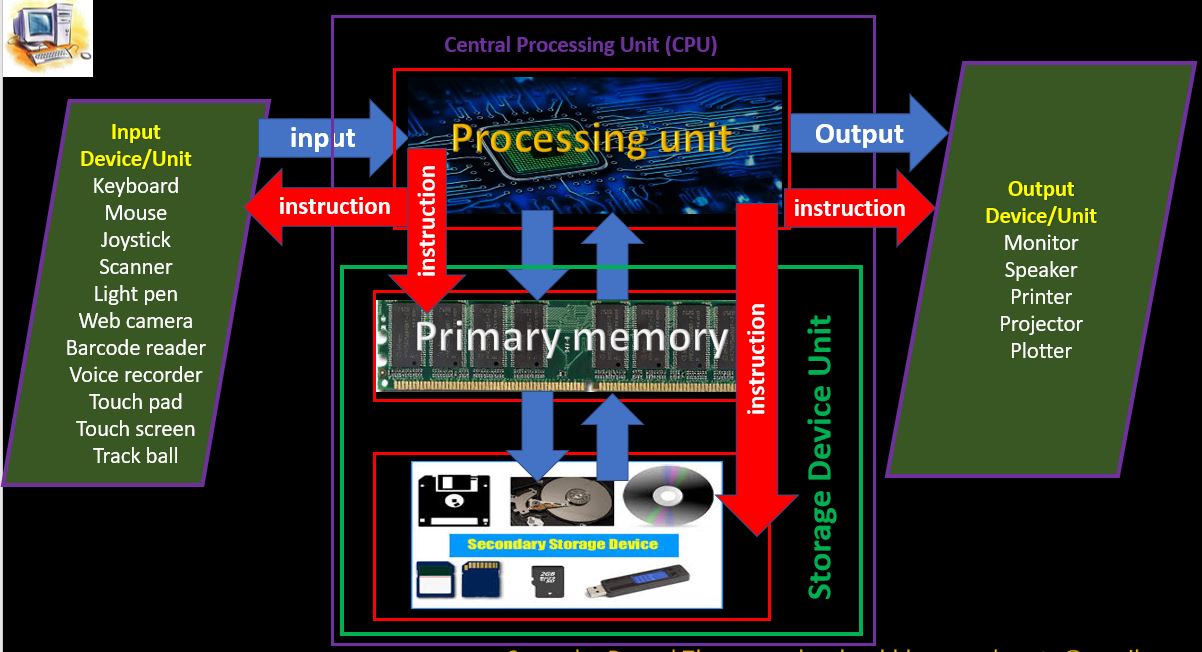 Central Processing Unit (CPU)
Input
Device/Unit
Keyboard
Mouse
Joystick
Scanner
Light pen
Web camera
Barcode reader
Voice recorder
Touch pad
Touch screen
Track ball
input
instruction
Processing unit
instruction
Output
instruction
Primary memory
instruction
Secondary Storage Device
2GB
Storage Device Unit
Output
Device/Unit
Monitor
Speaker
Printer
Projector
Plotter